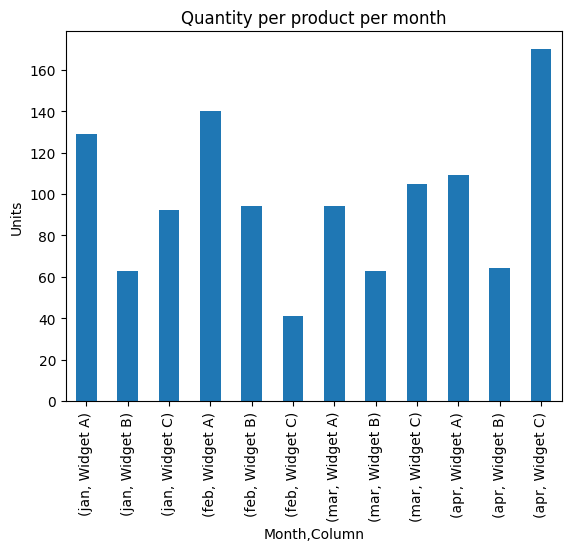 Quantity per product per month
Units
160
140
120
100
80
60
40
20
0
(jan, Widget A)
(jan, Widget B)
(jan, Widget C)
(feb, Widget A)
(feb, Widget B)
(feb, Widget C)
(mar, Widget A)
(mar, Widget B)
(mar, Widget C)
(apr, Widget A)
(apr, Widget B)
(apr, Widget C)
Month,Column